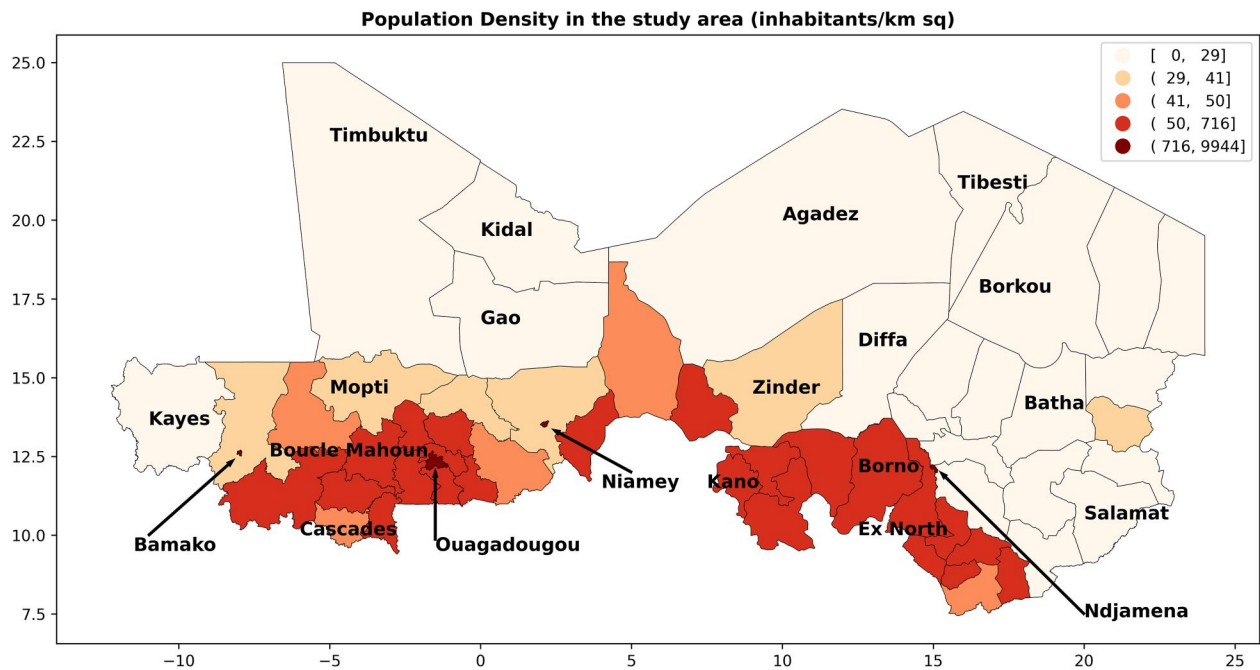 Population Density in the study area (inhabitants/km sq)
[ 0, 29]
( 29, 41]
( 41, 50]
( 50, 716]
( 716, 9944]
25.0
22.5
20.0
17.5
15.0
12.5
10.0
7.5
Timbuktu
Tibesti
Agadez
Kidal
Borkou
Gao
Diffa
Mopti
Zinder
Batha
Kayes
Boucle Mahoun
Borno
Niamey
Kano
Salamat
Cascades
Ex North
Bamako
Ouagadougou
Ndjamena
−10
−5
0
5
10
15
20
25